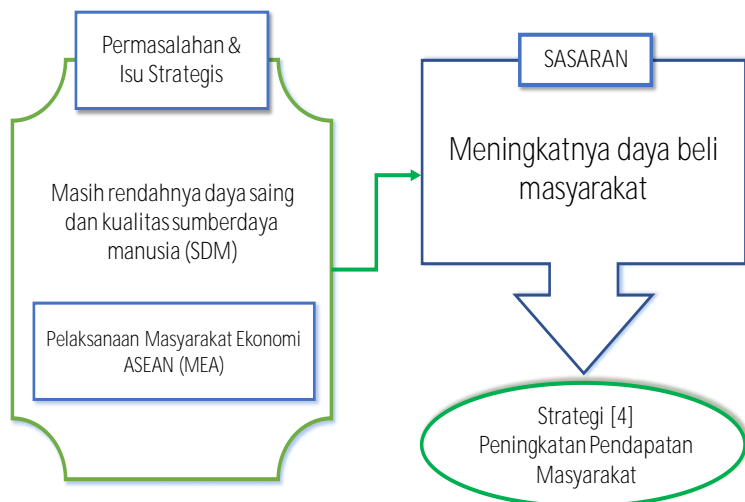 Permasalahan &
Isu Strategis
Masih rendahnya daya saing
dan kualitas sumberdaya
manusia (SDM)
Pelaksanaan Masyarakat Ekonomi
ASEAN (MEA)
SASARAN
Meningkatnya daya beli
masyarakat
Strategi [4]
Peningkatan Pendapatan
Masyarakat